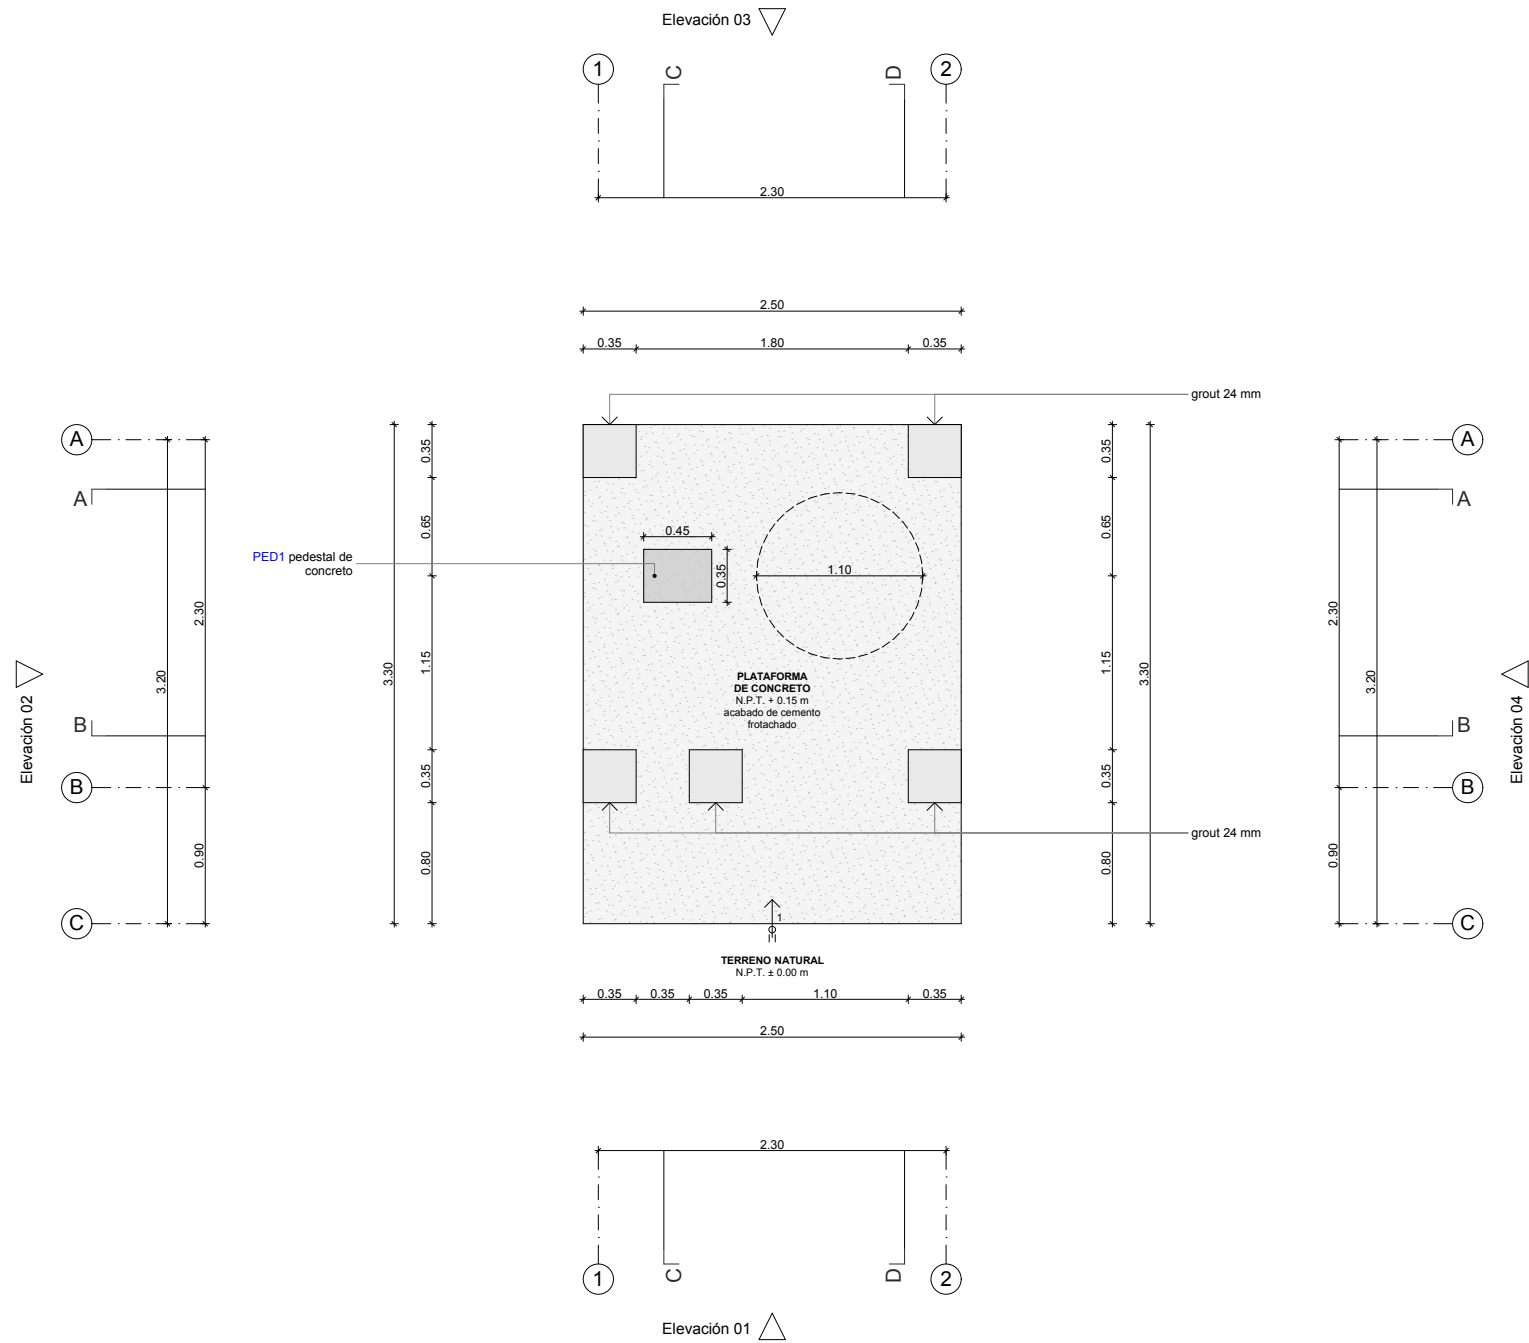 Elevación 03
1
C
D
2
2.30
2.50
0.35
1.80
0.35
grout 24 mm
A
A
A
A
0.35
0.35
0.65
0.65
0.45
0.35
1.10
PED1 pedestal de
concreto
2.30
2.30
3.20
3.30
1.15
1.15
3.30
3.20
PLATAFORMA
DE CONCRETO
N.P.T. + 0.15 m
acabado de cemento
frotachado
Elevación 02
Elevación 04
B
B
B
B
0.35
0.35
grout 24 mm
0.90
0.80
0.80
0.90
C
C
1
TERRENO NATURAL
N.P.T. ± 0.00 m
0.35
0.35
0.35
1.10
0.35
2.50
2.30
1
C
D
2
Elevación 01